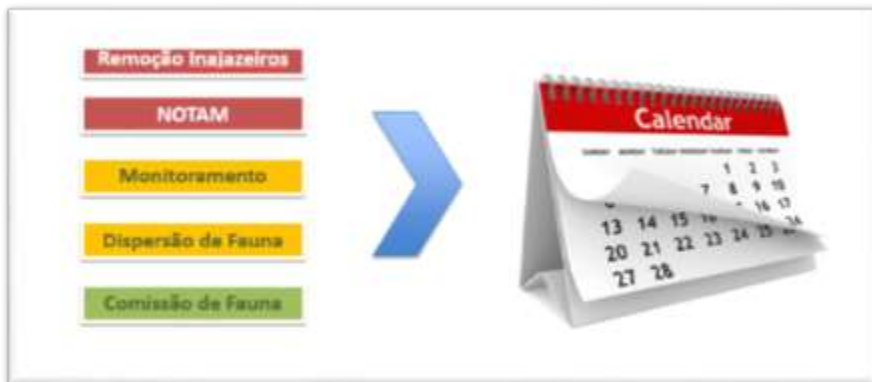 Remoção Inajazeiros
NOTAM
Monitoramento
Dispersão de Fauna
Comissão de Fauna
Calendar
1 2 3
7 8 9 10
13 14 15 16 17
20 21 22 23 24 25
27 28